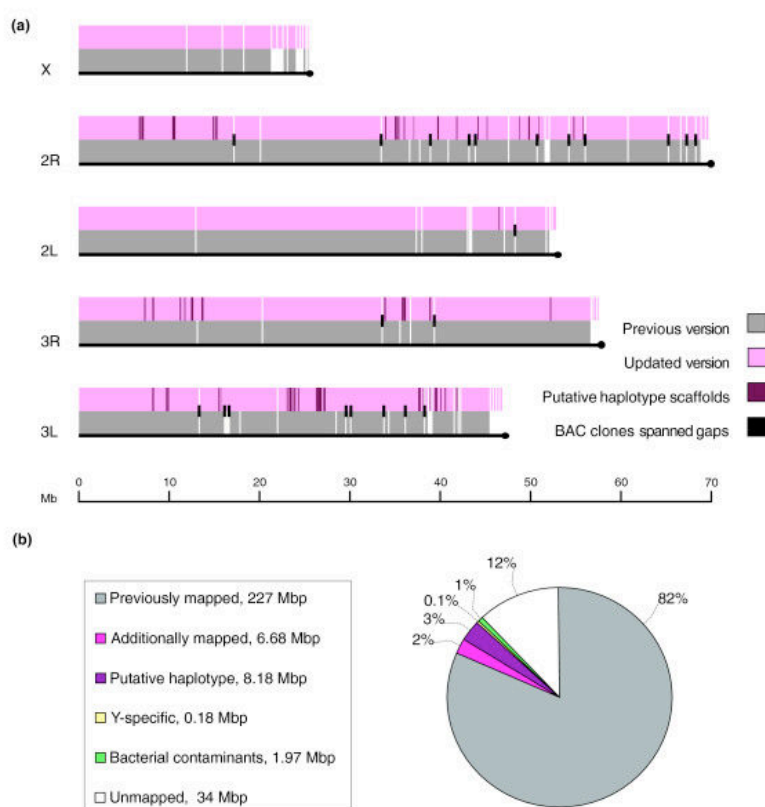 (a)
X
2R
2L
3R
3L
Previous version
Updated version
Putative haplotype scaffolds
BAC clones spanned gaps
Mb 0 10 20 30 40 50 60 70
(b)
Previously mapped, 227 Mbp
Additionally mapped, 6.68 Mbp
Putative haplotype, 8.18 Mbp
Y-specific, 0.18 Mbp
Bacterial contaminants, 1.97 Mbp
Unmapped, 34 Mbp
12%
1%
0.1%
3%
2%
82%